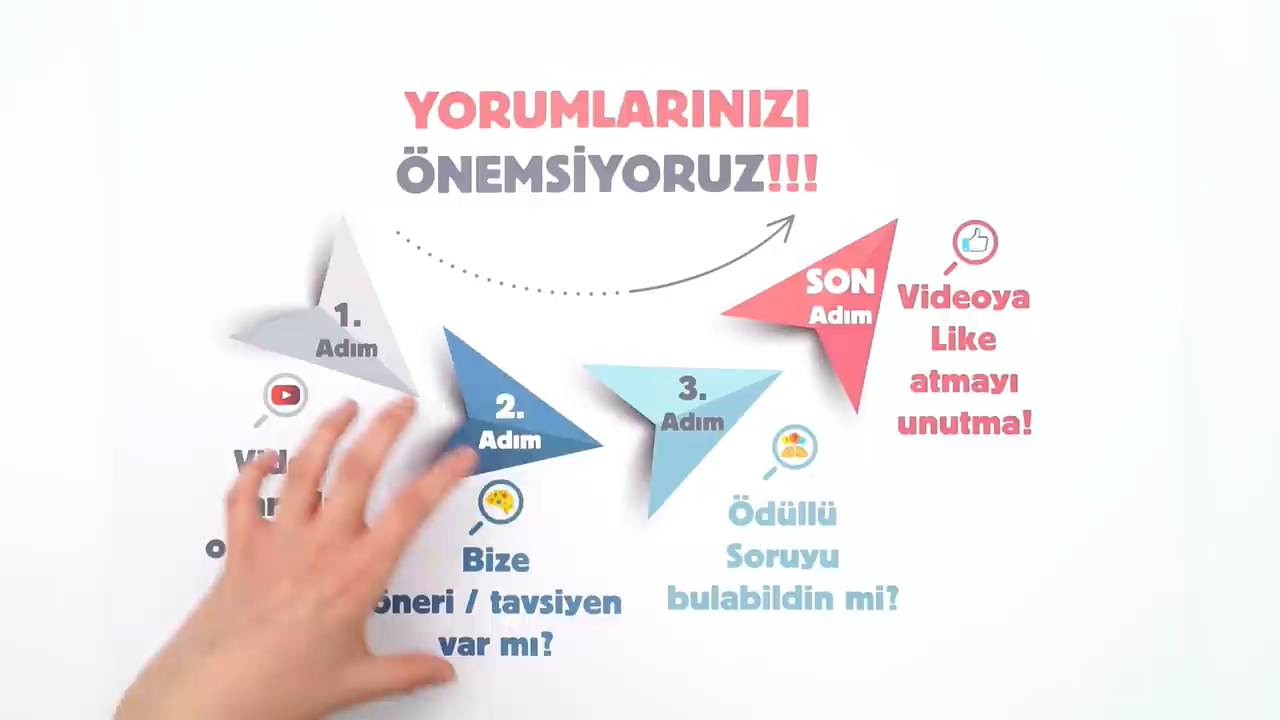 YORUMLARINIZI
ÖNEMSİYORUZ!!!
1.
Adım
2.
Adım
Bize
öneri / tavsiyen
var mı?
3.
Adım
Ödüllü
Soruyu
bulabildin mi?
SON
Adım
Videoya
Like
atmayı
unutma!